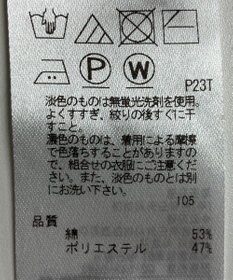 P
W
P23T
淡色のものは無蛍光洗剤を使用。
よくすすぎ、絞りの後すぐに干
すこと。
濃色のものは、着用による摩擦
で色落ちすることがありますの
で、組合せの衣服にご注意くださ
い。また、淡色のものとは別
にお洗い下さい。
105
品質
綿 53%
ポリエステル 47%